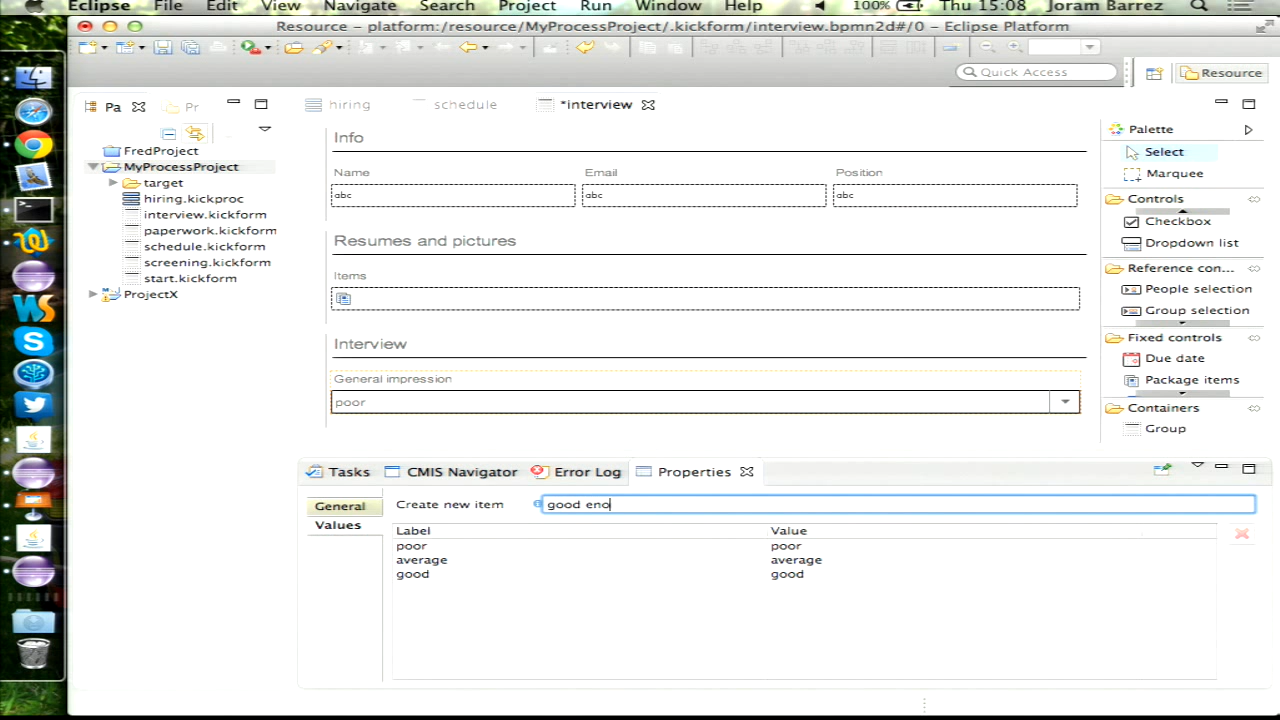 Eclipse File Edit View Navigate Search Project Run Window Help 100% Thu 15:08 Joram Barrez
Resource - platform:/resource/MyProcessProject/.kickform/interview.bpmn2d#/0 - Eclipse Platform
Quick Access
Resource
Pa
Pr
hiring
schedule
*interview
FredProject
MyProcessProject
target
hiring.kickproc
interview.kickform
paperwork.kickform
schedule.kickform
screening.kickform
start.kickform
ProjectX
Info
Name Email Position
abc abc abc
Resumes and pictures
Items
Interview
General impression
poor
Palette
Select
Marquee
Controls
Checkbox
Dropdown list
Reference con...
People selection
Group selection
Fixed controls
Due date
Package items
Containers
Group
Tasks CMIS Navigator Error Log Properties
General
Values
Create new item good eno
Label Value
poor poor
average average
good good